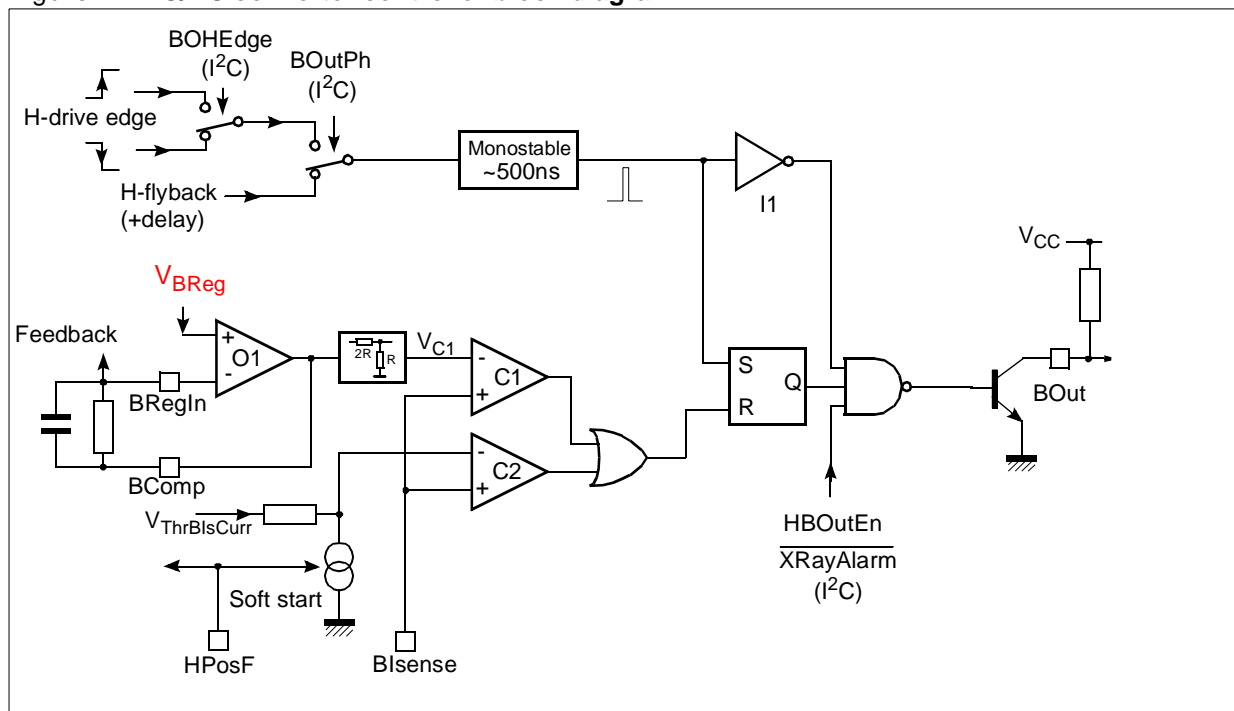 BOHEdge
(I²C)
BOutPh
(I²C)
H-drive edge
H-flyback
(+delay)
Monostable
~500ns
I1
VCC
VBReg
Feedback
+
O1
-
BRegIn
BComp
2R
R
VC1
-
C1
+
-
C2
+
S
Q
R
BOut
VThrBIsCurr
Soft start
HPosF
BIsense
HBOutEn
XRayAlarm
(I²C)